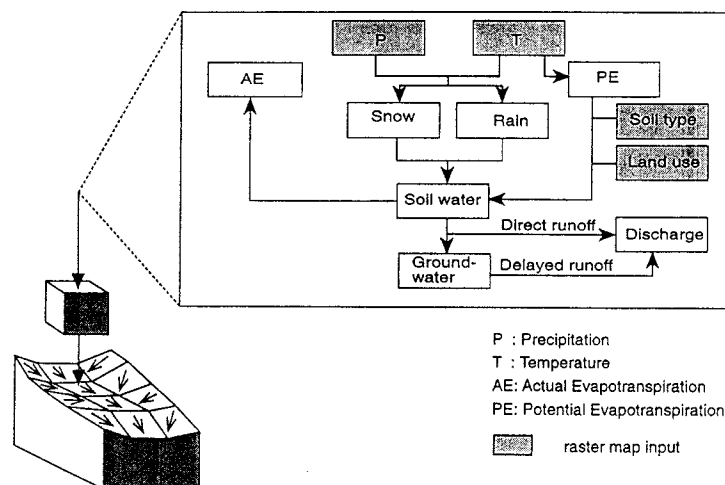 P
T
AE
PE
Snow
Rain
Soil type
Land use
Soil water
Direct runoff
Discharge
Ground-
water
Delayed runoff
P : Precipitation
T : Temperature
AE: Actual Evapotranspiration
PE: Potential Evapotranspiration
raster map input